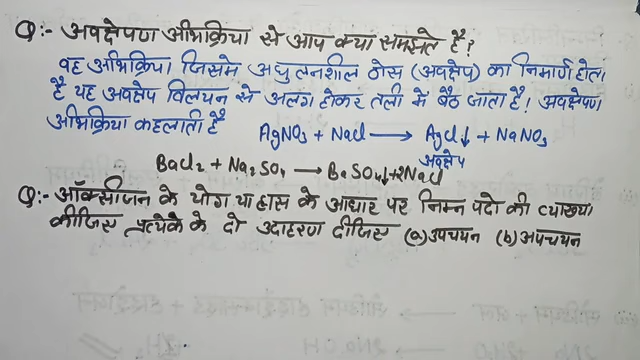 Q:- अवक्षेपण अभिक्रिया से आप क्या समझते है?
वह अभिक्रिया जिसमे अघुलनशील ठोस (अवक्षेप) का निमार्ण होता
है यह अवक्षेप विलयन से अलग होकर तली में बैठ जाता है! अवक्षेपण
अभिक्रिया कहलाती है
AgNO₃ + NaCl → AgCl↓ + NaNO₃
अवक्षेप
BaCl₂ + Na₂SO₄ → BaSO₄↓+2NaCl
Q:- ऑक्सीजन के योग या ह्रास के आधार पर निम्न पदो की व्याख्या
कीजिए प्रत्येक के दो उदाहरण दीजिए (a)उपचयन (b) अपचयन